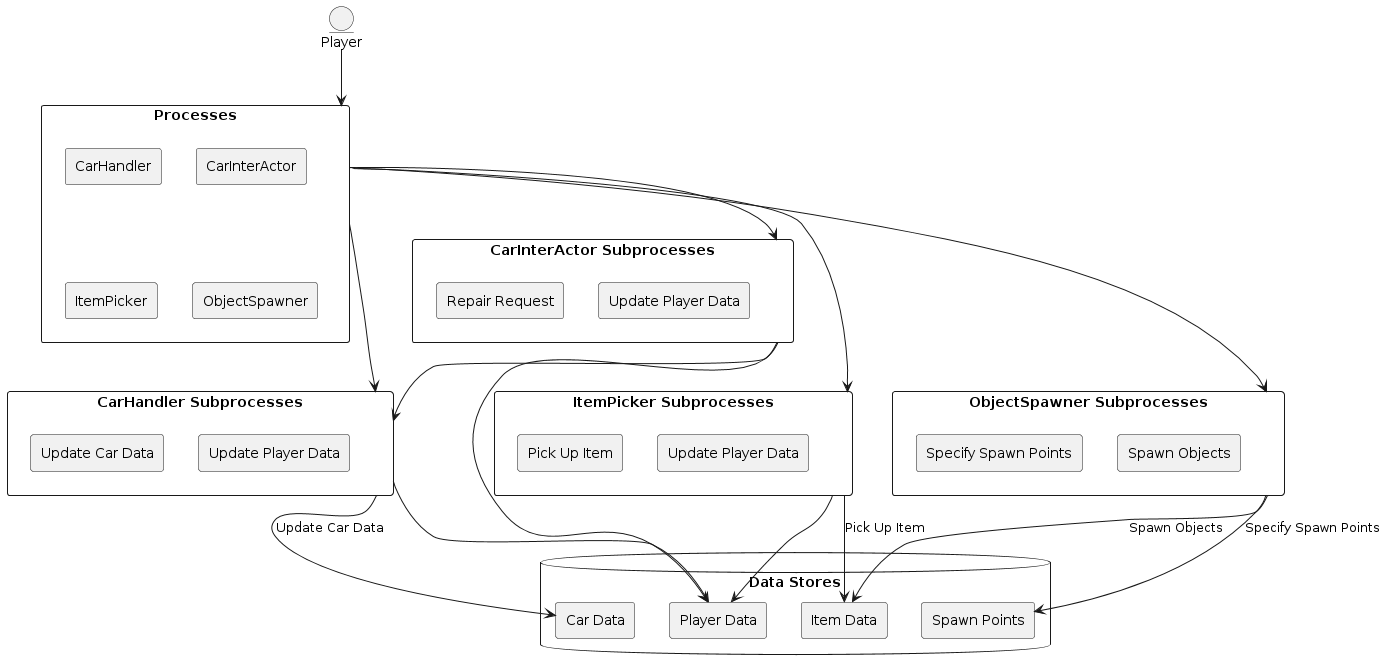 Player
Processes
CarHandler
CarInterActor
ItemPicker
ObjectSpawner
CarInterActor Subprocesses
Repair Request
Update Player Data
CarHandler Subprocesses
Update Car Data
Update Player Data
ItemPicker Subprocesses
Pick Up Item
Update Player Data
ObjectSpawner Subprocesses
Specify Spawn Points
Spawn Objects
Update Car Data
Pick Up Item
Spawn Objects
Specify Spawn Points
Data Stores
Car Data
Player Data
Item Data
Spawn Points